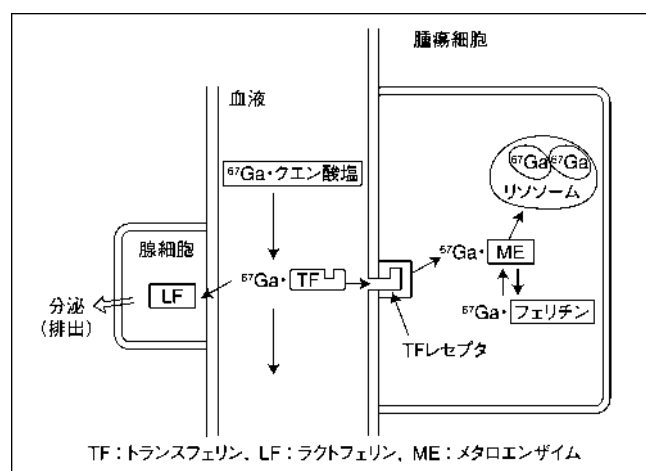 腫瘍細胞
血液
⁶⁷Ga・クエン酸塩
⁶⁷Ga ⁶⁷Ga
リソソーム
腺細胞
⁶⁷Ga・ME
LF
⁶⁷Ga・TF
分泌
(排出)
⁶⁷Ga・フェリチン
TFレセプタ
TF:トランスフェリン、LF:ラクトフェリン、ME:メタロエンザイム